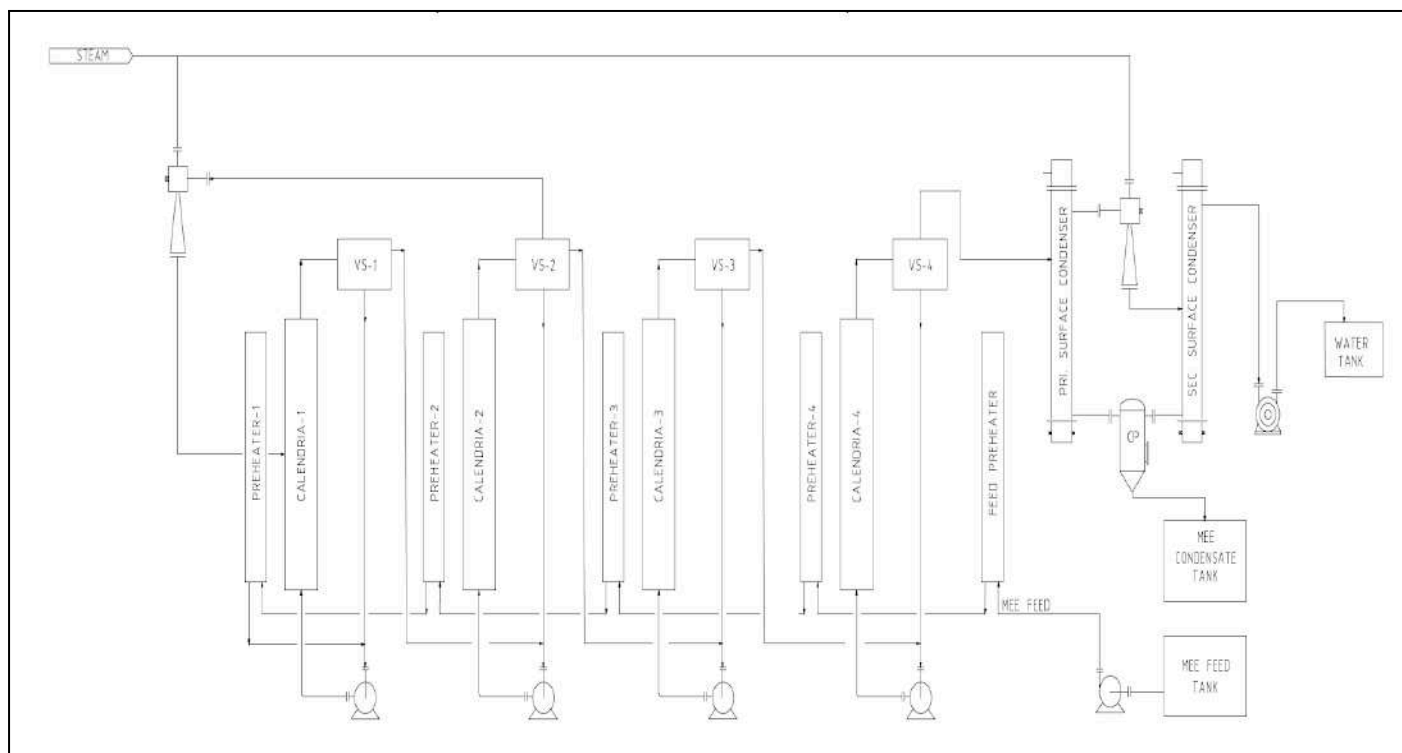 STEAM
VS-1
VS-2
VS-3
VS-4
PREHEATER-1
CALENDRIA-1
PREHEATER-2
CALENDRIA-2
PREHEATER-3
CALENDRIA-3
PREHEATER-4
CALENDRIA-4
FEED PREHEATER
PRI. SURFACE CONDENSER
SEC SURFACE CONDENSER
WATER
TANK
CP
MEE
CONDENSATE
TANK
MEE FEED
MEE FEED
TANK